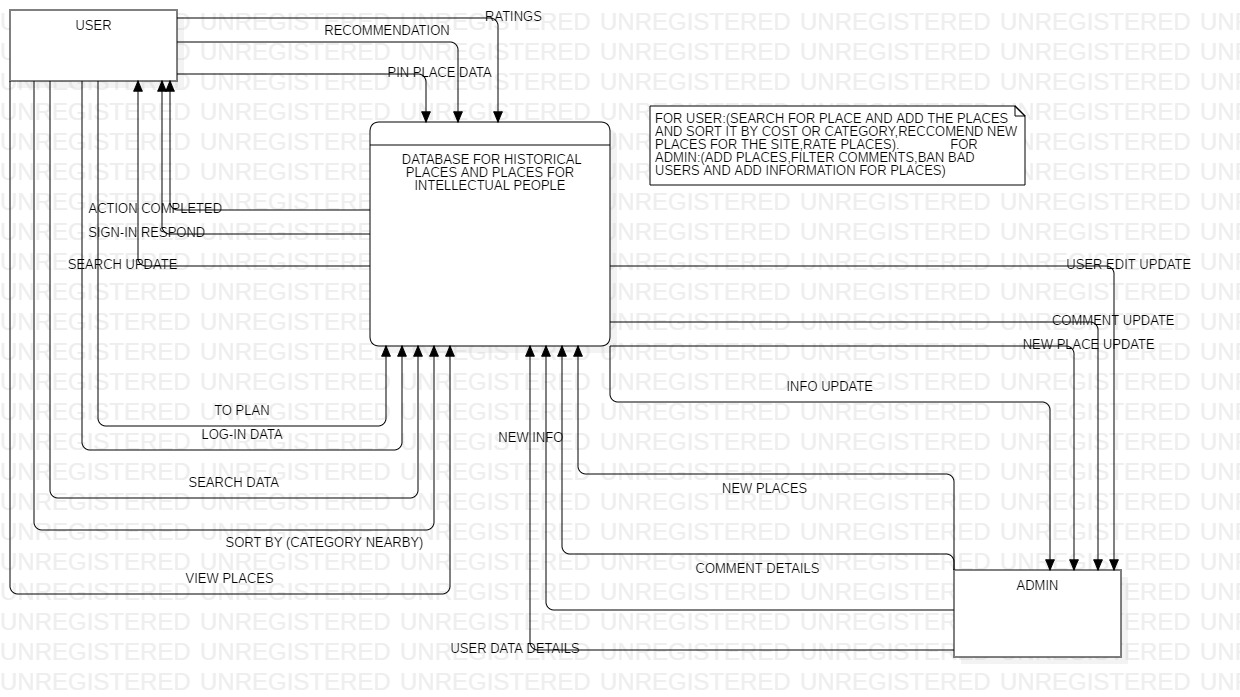 USER
RATINGS
RECOMMENDATION
PIN PLACE DATA
FOR USER:(SEARCH FOR PLACE AND ADD THE PLACES
AND SORT IT BY COST OR CATEGORY,RECCOMEND NEW
PLACES FOR THE SITE,RATE PLACES). FOR
ADMIN:(ADD PLACES,FILTER COMMENTS,BAN BAD
USERS AND ADD INFORMATION FOR PLACES)
DATABASE FOR HISTORICAL
PLACES AND PLACES FOR
INTELLECTUAL PEOPLE
ACTION COMPLETED
SIGN-IN RESPOND
SEARCH UPDATE
USER EDIT UPDATE
COMMENT UPDATE
NEW PLACE UPDATE
INFO UPDATE
TO PLAN
LOG-IN DATA
NEW INFO
SEARCH DATA
NEW PLACES
SORT BY (CATEGORY NEARBY)
COMMENT DETAILS
VIEW PLACES
ADMIN
USER DATA DETAILS
UNREGISTERED